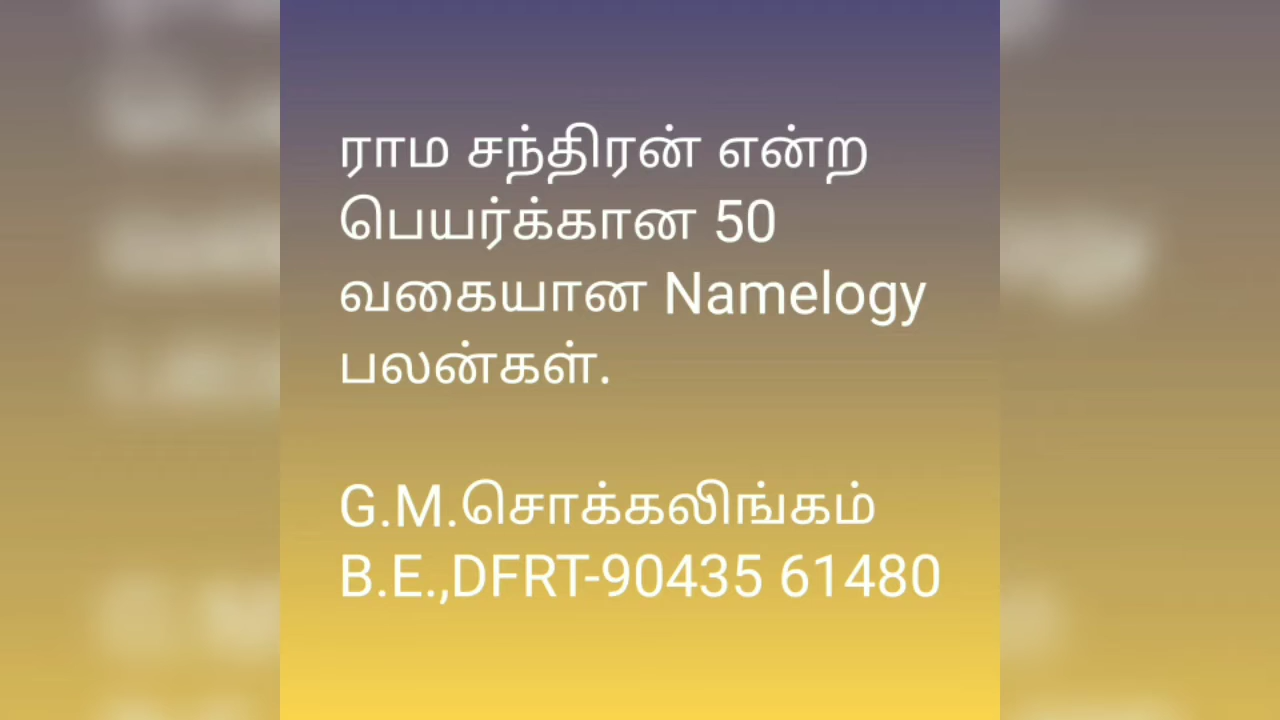 ராம சந்திரன் என்ற
பெயர்க்கான 50
வகையான Namelogy
பலன்கள்.
G.M.சொக்கலிங்கம்
B.E.,DFRT-90435 61480